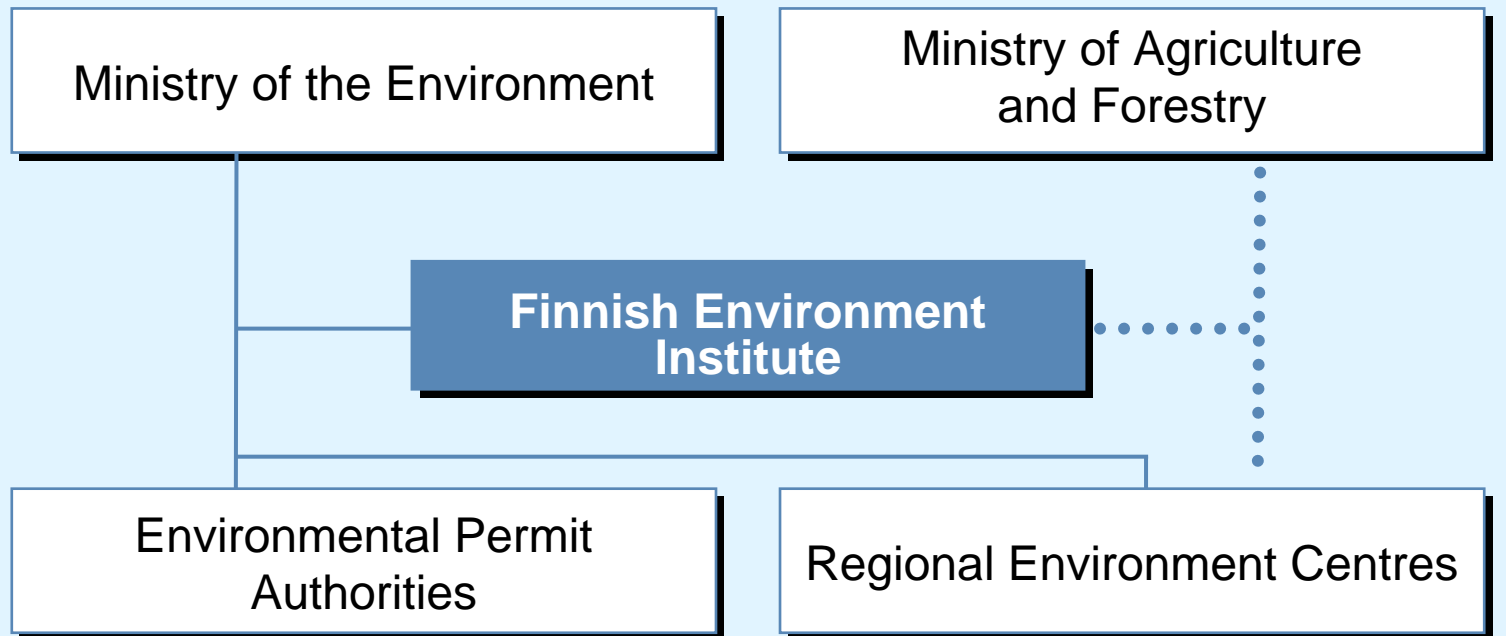 Ministry of the Environment
Ministry of Agriculture
and Forestry
Finnish Environment
Institute
Environmental Permit
Authorities
Regional Environment Centres